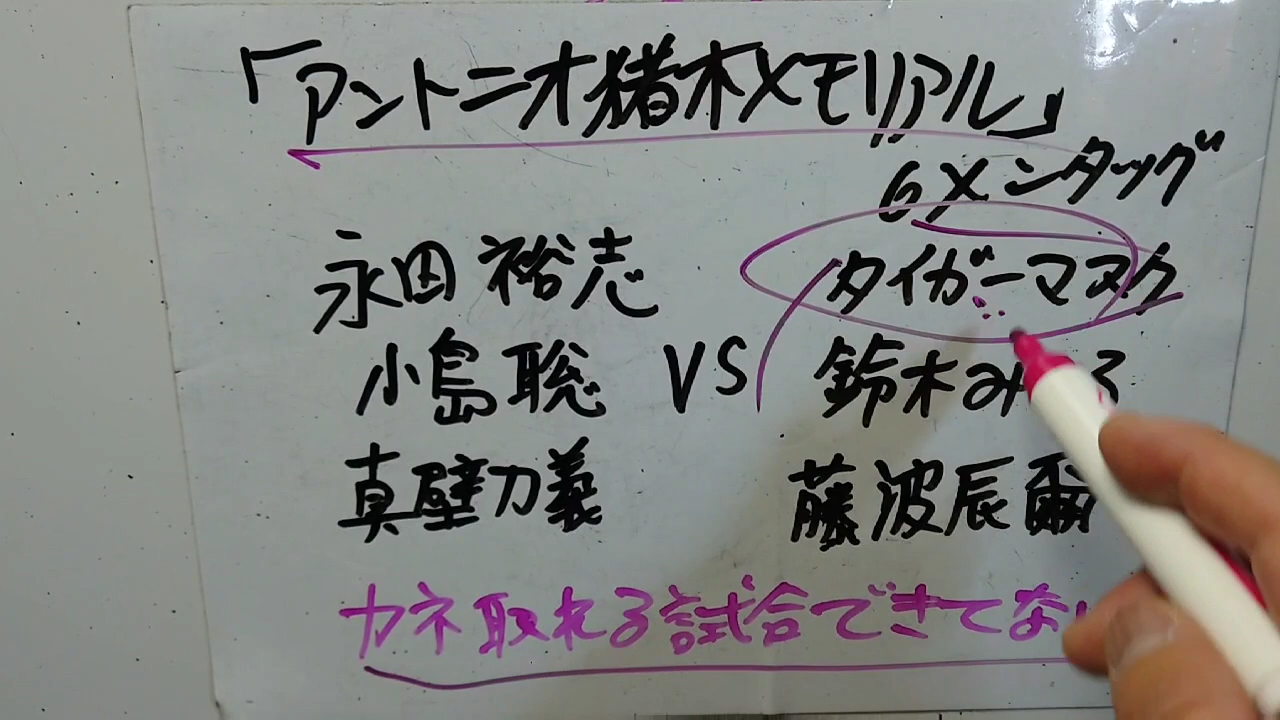 「アントニオ猪木メモリアル」
6メンタッグ
永田裕志 タイガーマスク
小島聡 VS 鈴木み
真壁刀義 藤波辰爾
カネ取れる試合できてな